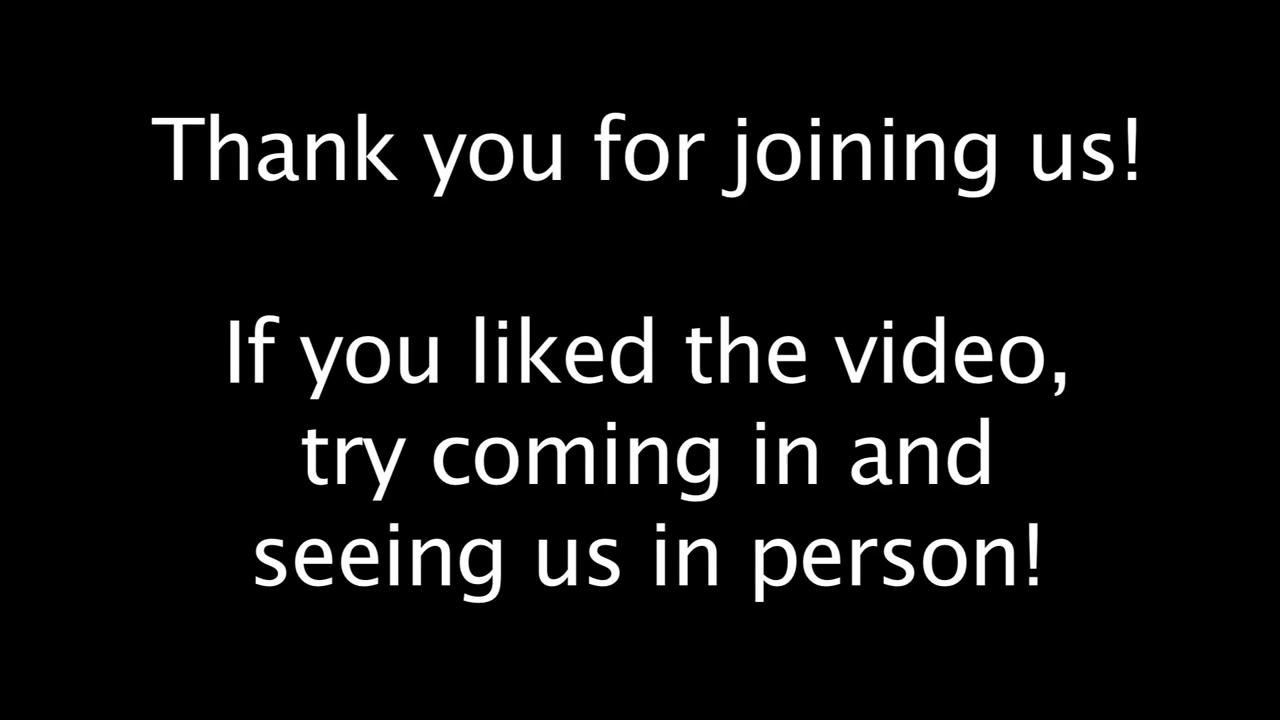 Thank you for joining us!
If you liked the video,
try coming in and
seeing us in person!